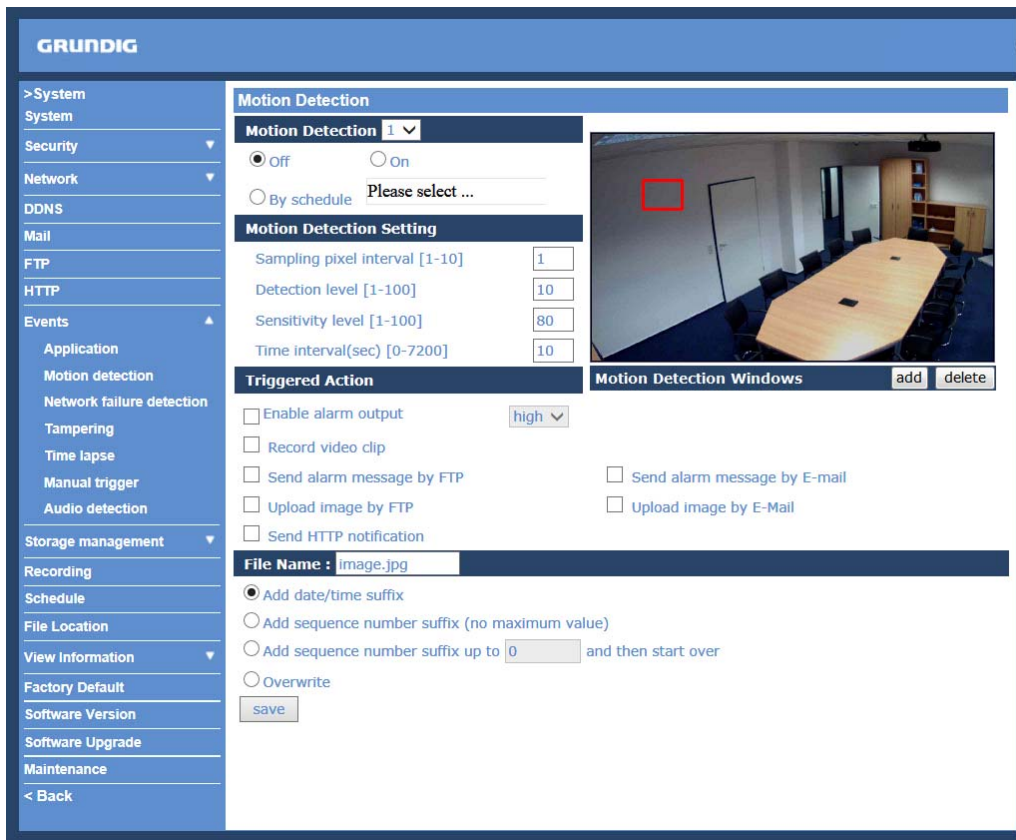 GRUNDIG
>System
System
Security
Network
DDNS
Mail
FTP
HTTP
Events
Application
Motion detection
Network failure detection
Tampering
Time lapse
Manual trigger
Audio detection
Storage management
Recording
Schedule
File Location
View Information
Factory Default
Software Version
Software Upgrade
Maintenance
< Back
Motion Detection
Motion Detection 1
Off On
By schedule Please select ...
Motion Detection Setting
Sampling pixel interval [1-10] 1
Detection level [1-100] 10
Sensitivity level [1-100] 80
Time interval(sec) [0-7200] 10
Motion Detection Windows add delete
Triggered Action
Enable alarm output high
Record video clip
Send alarm message by FTP Send alarm message by E-mail
Upload image by FTP Upload image by E-Mail
Send HTTP notification
File Name : image.jpg
Add date/time suffix
Add sequence number suffix (no maximum value)
Add sequence number suffix up to 0 and then start over
Overwrite
save